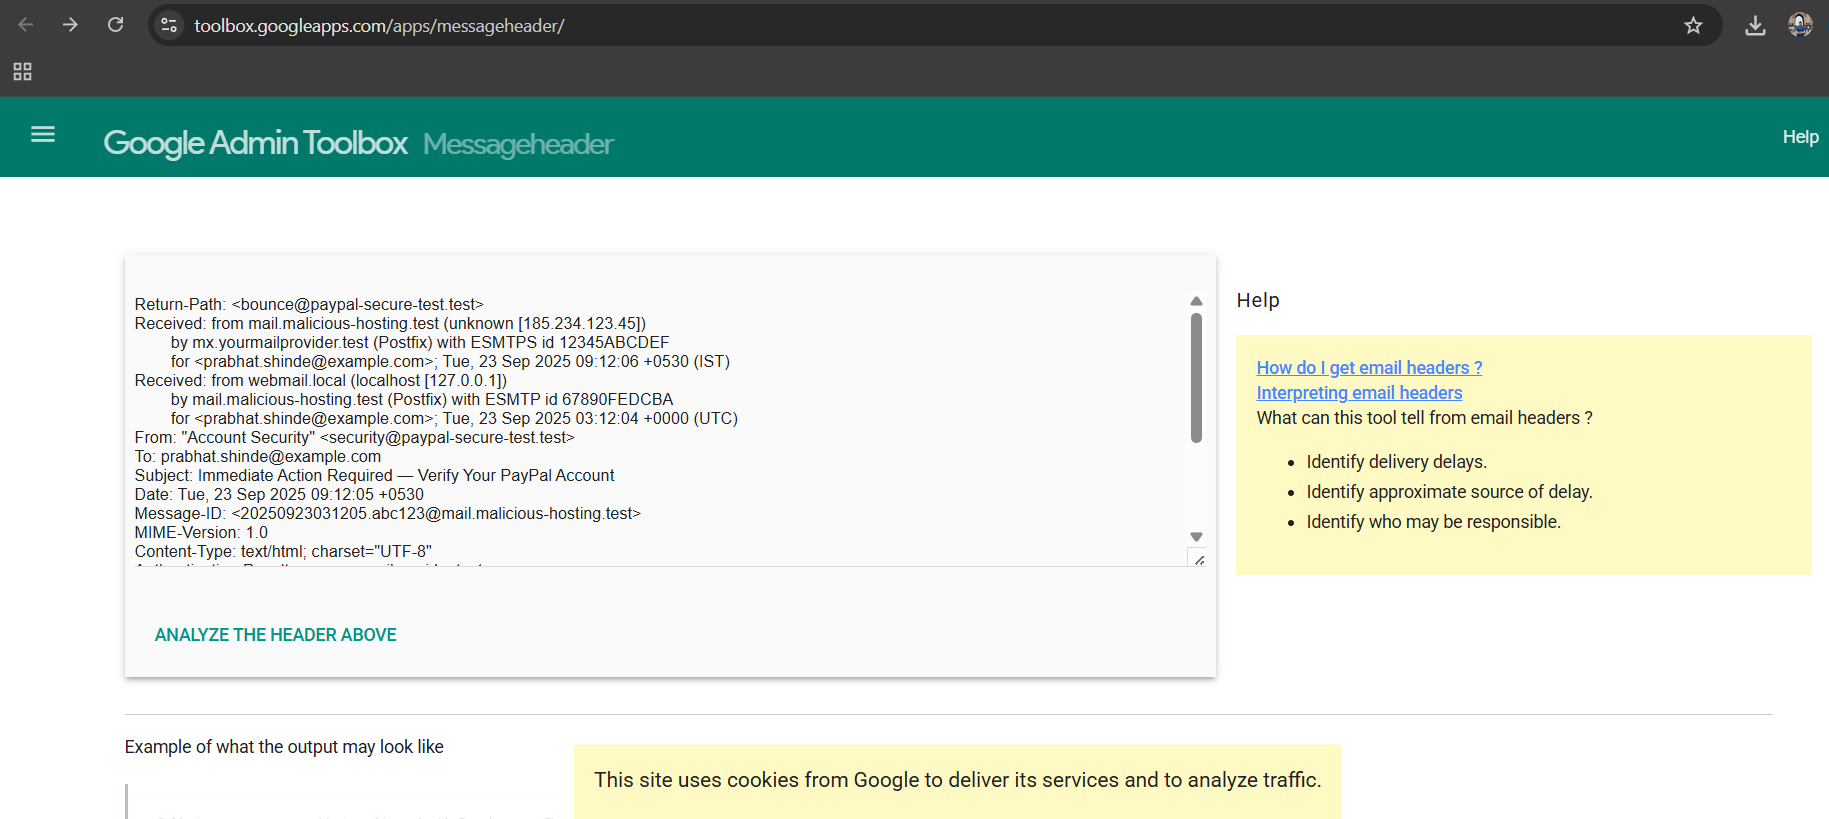 toolbox.googleapps.com/apps/messageheader/
Google Admin Toolbox Messageheader
Help
Return-Path: <bounce@paypal-secure-test.test>
Received: from mail.malicious-hosting.test (unknown [185.234.123.45])
by mx.yourmailprovider.test (Postfix) with ESMTPS id 12345ABCDEF
for <prabhat.shinde@example.com>; Tue, 23 Sep 2025 09:12:06 +0530 (IST)
Received: from webmail.local (localhost [127.0.0.1])
by mail.malicious-hosting.test (Postfix) with ESMTP id 67890FEDCBA
for <prabhat.shinde@example.com>; Tue, 23 Sep 2025 03:12:04 +0000 (UTC)
From: "Account Security" <security@paypal-secure-test.test>
To: prabhat.shinde@example.com
Subject: Immediate Action Required — Verify Your PayPal Account
Date: Tue, 23 Sep 2025 09:12:05 +0530
Message-ID: <20250923031205.abc123@mail.malicious-hosting.test>
MIME-Version: 1.0
Content-Type: text/html; charset="UTF-8"
ANALYZE THE HEADER ABOVE
Help
How do I get email headers ?
Interpreting email headers
What can this tool tell from email headers ?
• Identify delivery delays.
• Identify approximate source of delay.
• Identify who may be responsible.
Example of what the output may look like
This site uses cookies from Google to deliver its services and to analyze traffic.